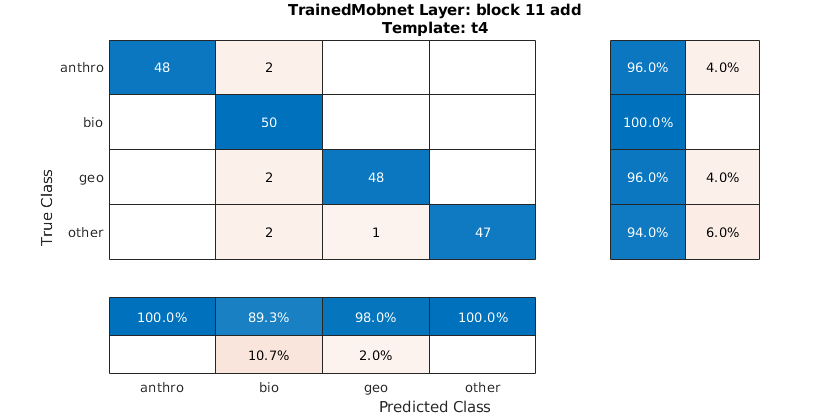 TrainedMobnet Layer: block 11 add
Template: t4
True Class
anthro 48 2 96.0% 4.0%
bio 50 100.0%
geo 2 48 96.0% 4.0%
other 2 1 47 94.0% 6.0%
100.0% 89.3% 98.0% 100.0%
10.7% 2.0%
anthro bio geo other
Predicted Class